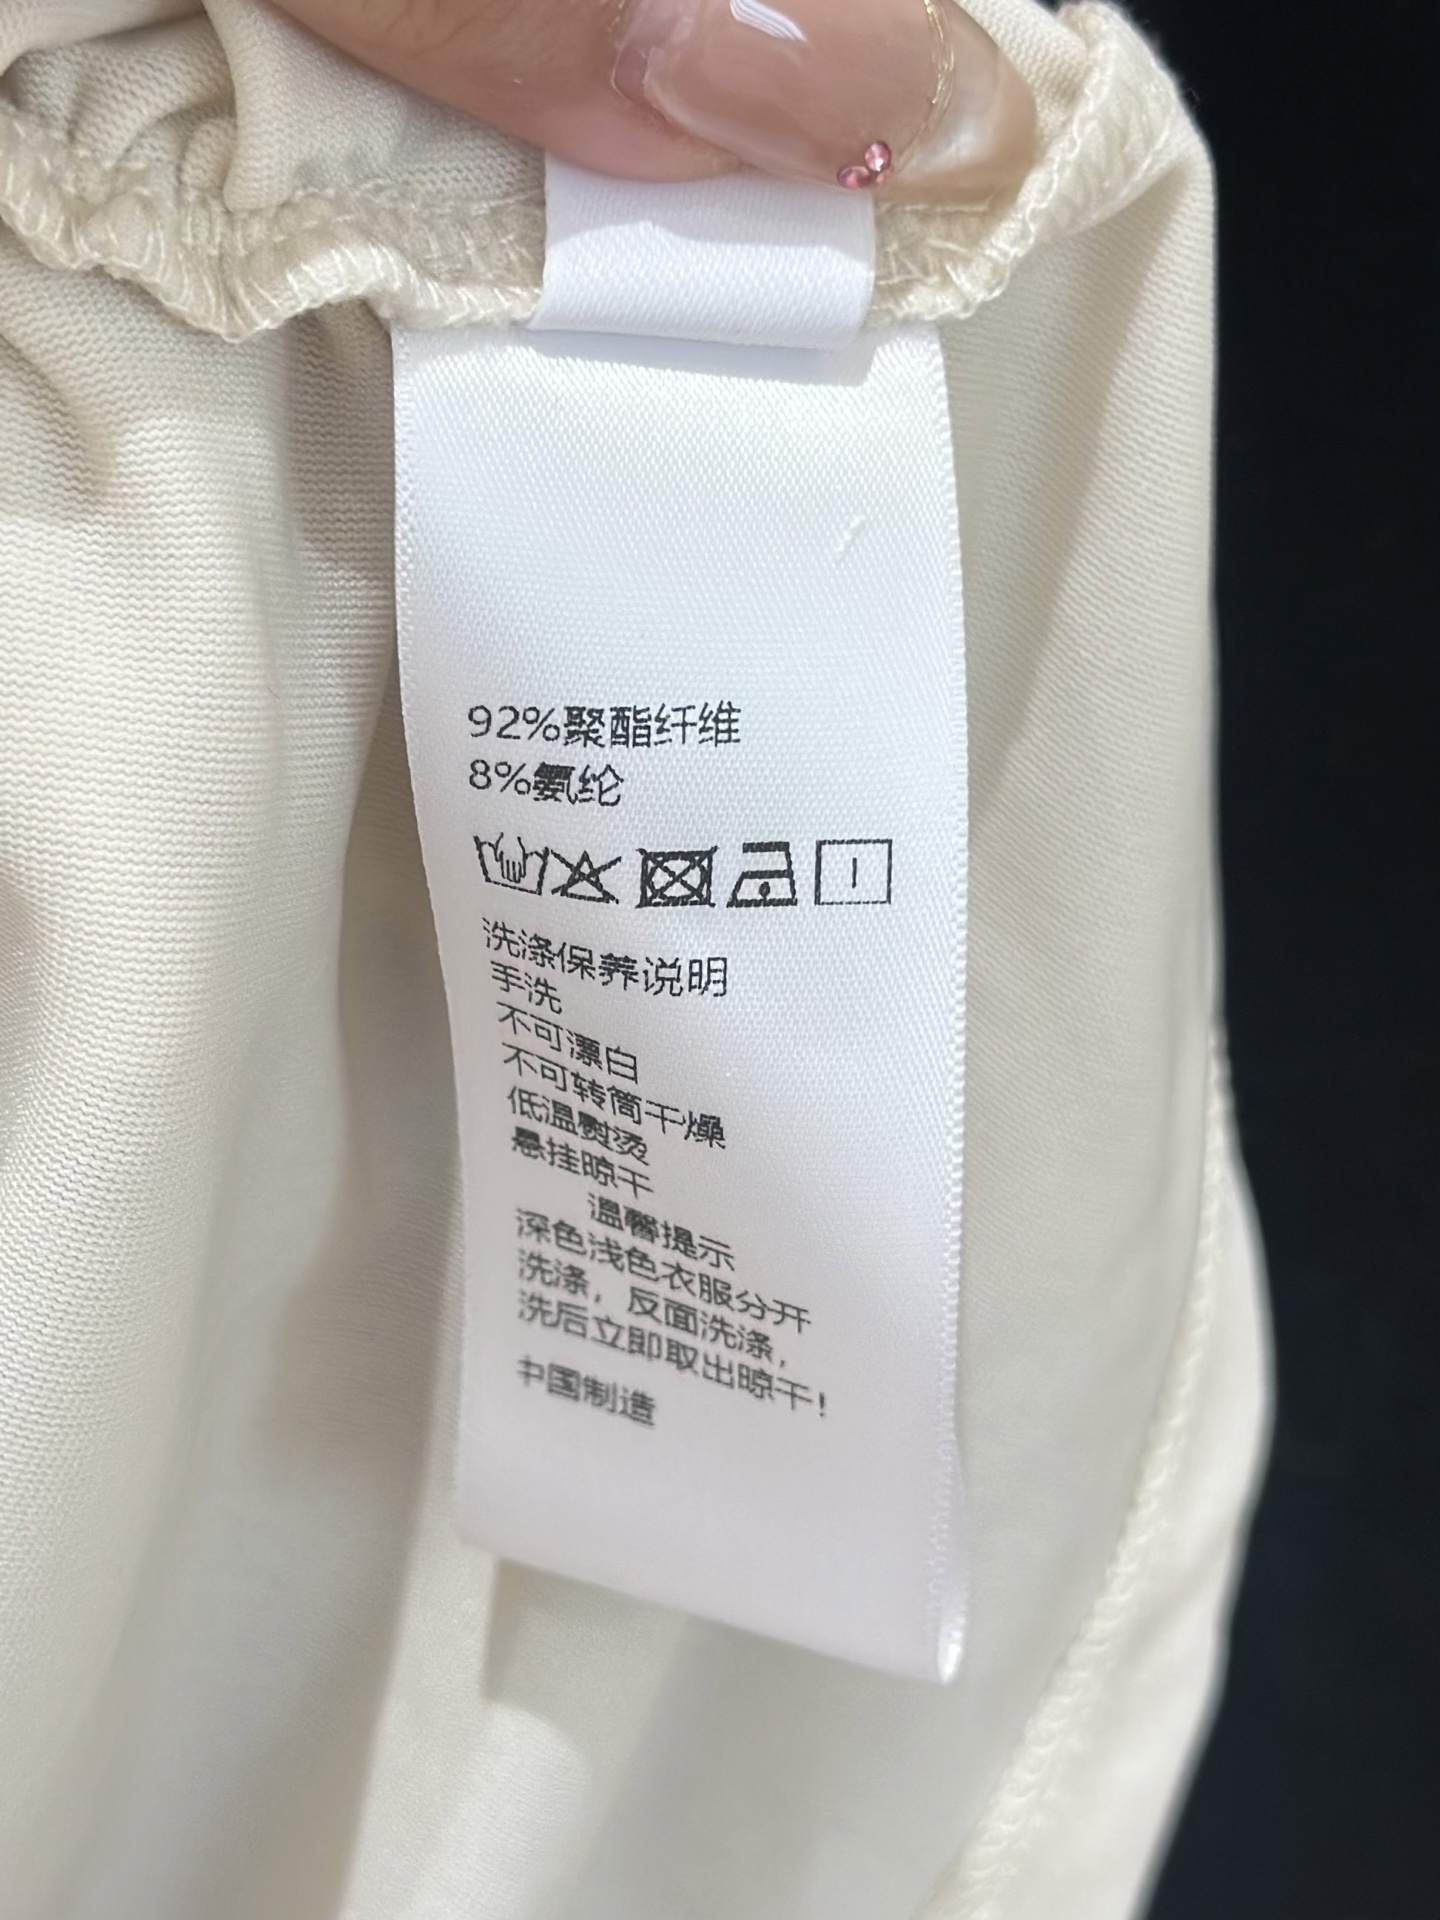 92%聚酯纤维
8%氨纶
洗涤保养说明
手洗
不可漂白
不可转筒干燥
低温熨烫
悬挂晾干
温馨提示
深色浅色衣服分开
洗涤，反面洗涤，
洗后立即取出晾干!
中国制造